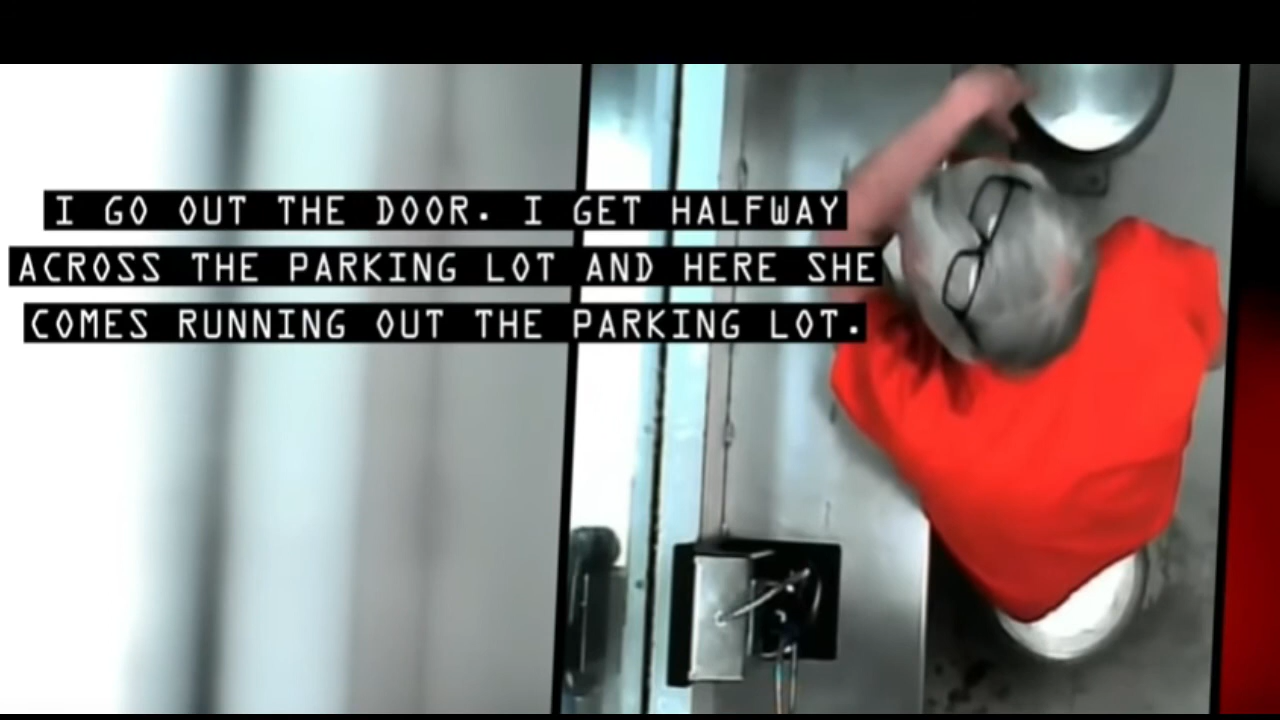 I GO OUT THE DOOR. I GET HALFWAY
ACROSS THE PARKING LOT AND HERE SHE
COMES RUNNING OUT THE PARKING LOT.